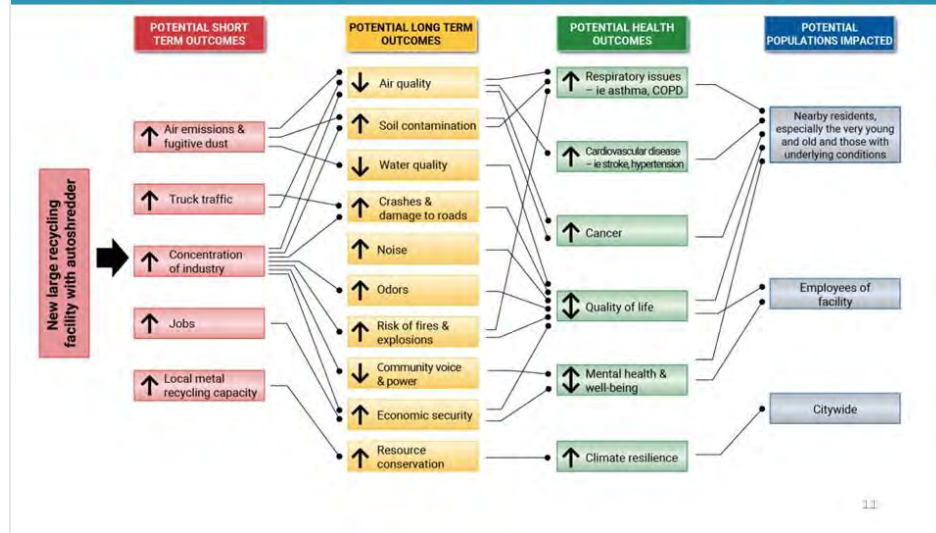 POTENTIAL SHORT
TERM OUTCOMES
POTENTIAL LONG TERM
OUTCOMES
POTENTIAL HEALTH
OUTCOMES
POTENTIAL
POPULATIONS IMPACTED
New large recycling
facility with autoshredder
Air emissions &
fugitive dust
Truck traffic
Concentration
of industry
Jobs
Local metal
recycling capacity
Air quality
Soil contamination
Water quality
Crashes &
damage to roads
Noise
Odors
Risk of fires &
explosions
Community voice
& power
Economic security
Resource
conservation
Respiratory issues
– ie asthma, COPD
Cardiovascular disease
– ie stroke, hypertension
Cancer
Quality of life
Mental health &
well-being
Climate resilience
Nearby residents,
especially the very young
and old and those with
underlying conditions
Employees of
facility
Citywide
11